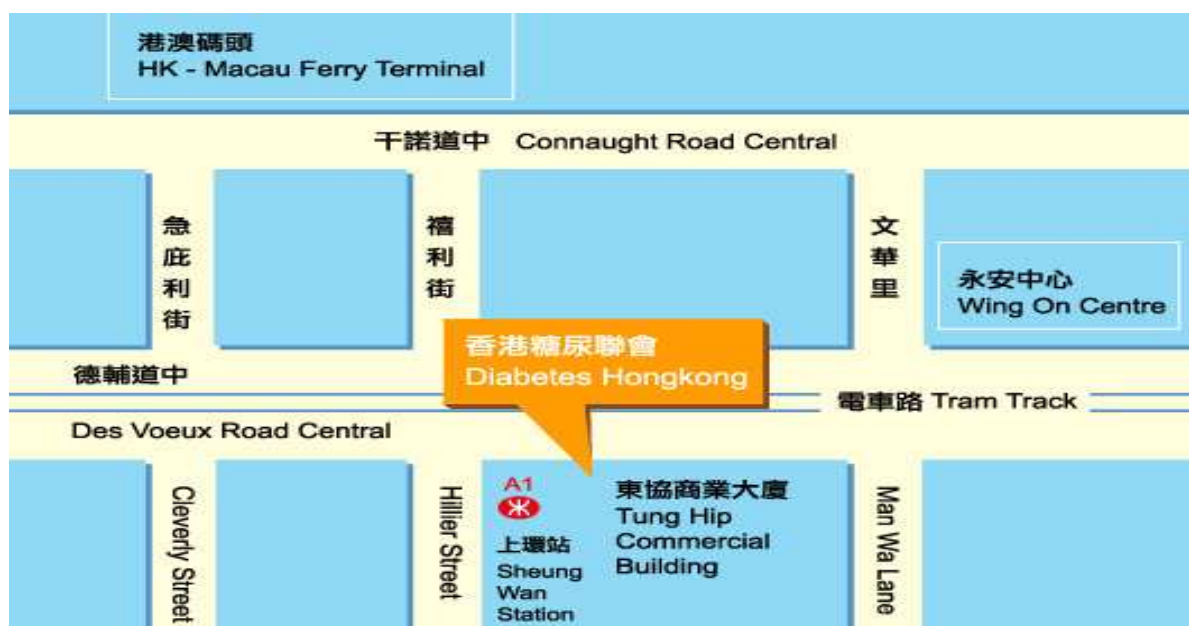 港澳碼頭
HK - Macau Ferry Terminal
干諾道中 Connaught Road Central
急庇利街
禧利街
文華里
永安中心
Wing On Centre
香港糖尿聯會
Diabetes Hongkong
德輔道中
電車路 Tram Track
Des Voeux Road Central
Cleverly Street
Hillier Street
A1
上環站
Sheung
Wan
Station
東協商業大廈
Tung Hip
Commercial
Building
Man Wa Lane